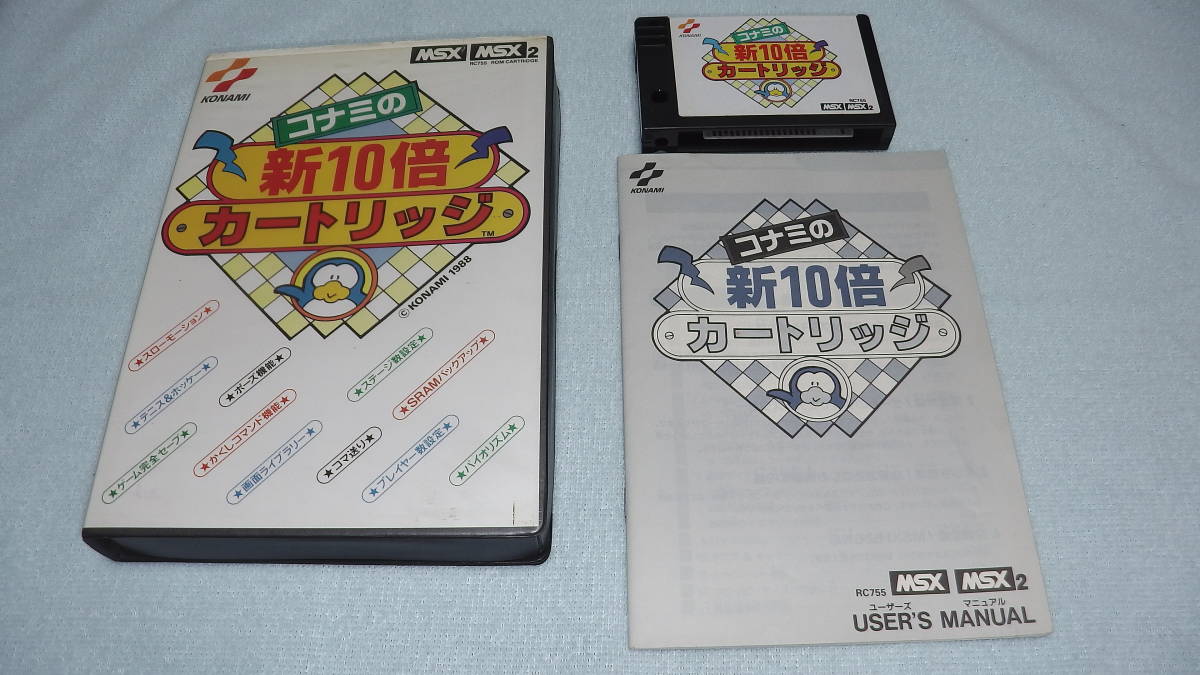 KONAMI
MSX MSX2
RC755 ROM CARTRIDGE
コナミの
新10倍
カートリッジ
TM
© KONAMI 1988
★スローモーション★
★テニス&ホッケー★
★ポーズ機能★
★ステージ数設定★
★SRAMバックアップ★
★ゲーム完全セーブ★
★かくしコマンド機能★
★画面ライブラリー★
★コマ送り★
★プレイヤー数設定★
★バイオリズム★
KONAMI
コナミの
新10倍
カートリッジ
RC755
MSX MSX2
KONAMI
コナミの
新10倍
カートリッジ
RC755 MSX MSX2
ユーザーズ マニュアル
USER'S MANUAL